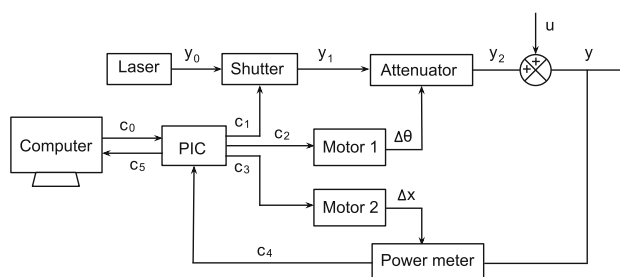 u
y0
y1
y2
y
Laser
Shutter
Attenuator
+
+
c1
Computer
c0
c5
PIC
c2
Motor 1
Δθ
c3
Motor 2
Δx
c4
Power meter